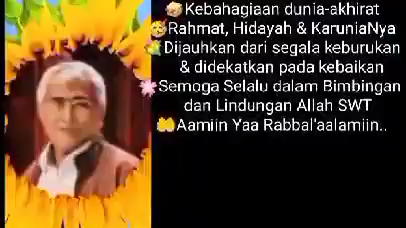 🥎Kebahagiaan dunia-akhirat
🥳Rahmat, Hidayah & KaruniaNya
Dijauhkan dari segala keburukan
& didekatkan pada kebaikan
🌸Semoga Selalu dalam Bimbingan
dan Lindungan Allah SWT
🤲Aamiin Yaa Rabbal'aalamiin..